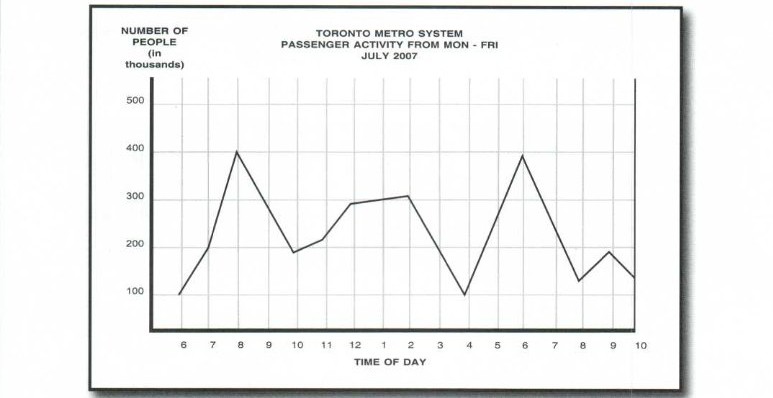 NUMBER OF
PEOPLE
(in
thousands)
TORONTO METRO SYSTEM
PASSENGER ACTIVITY FROM MON - FRI
JULY 2007
500
400
300
200
100
6 7 8 9 10 11 12 1 2 3 4 5 6 7 8 9 10
TIME OF DAY